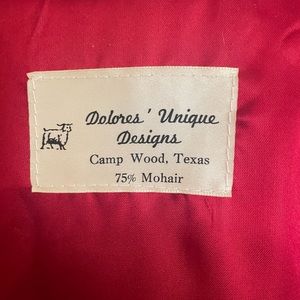 Dolores' Unique
Designs
Camp Wood, Texas
75% Mohair